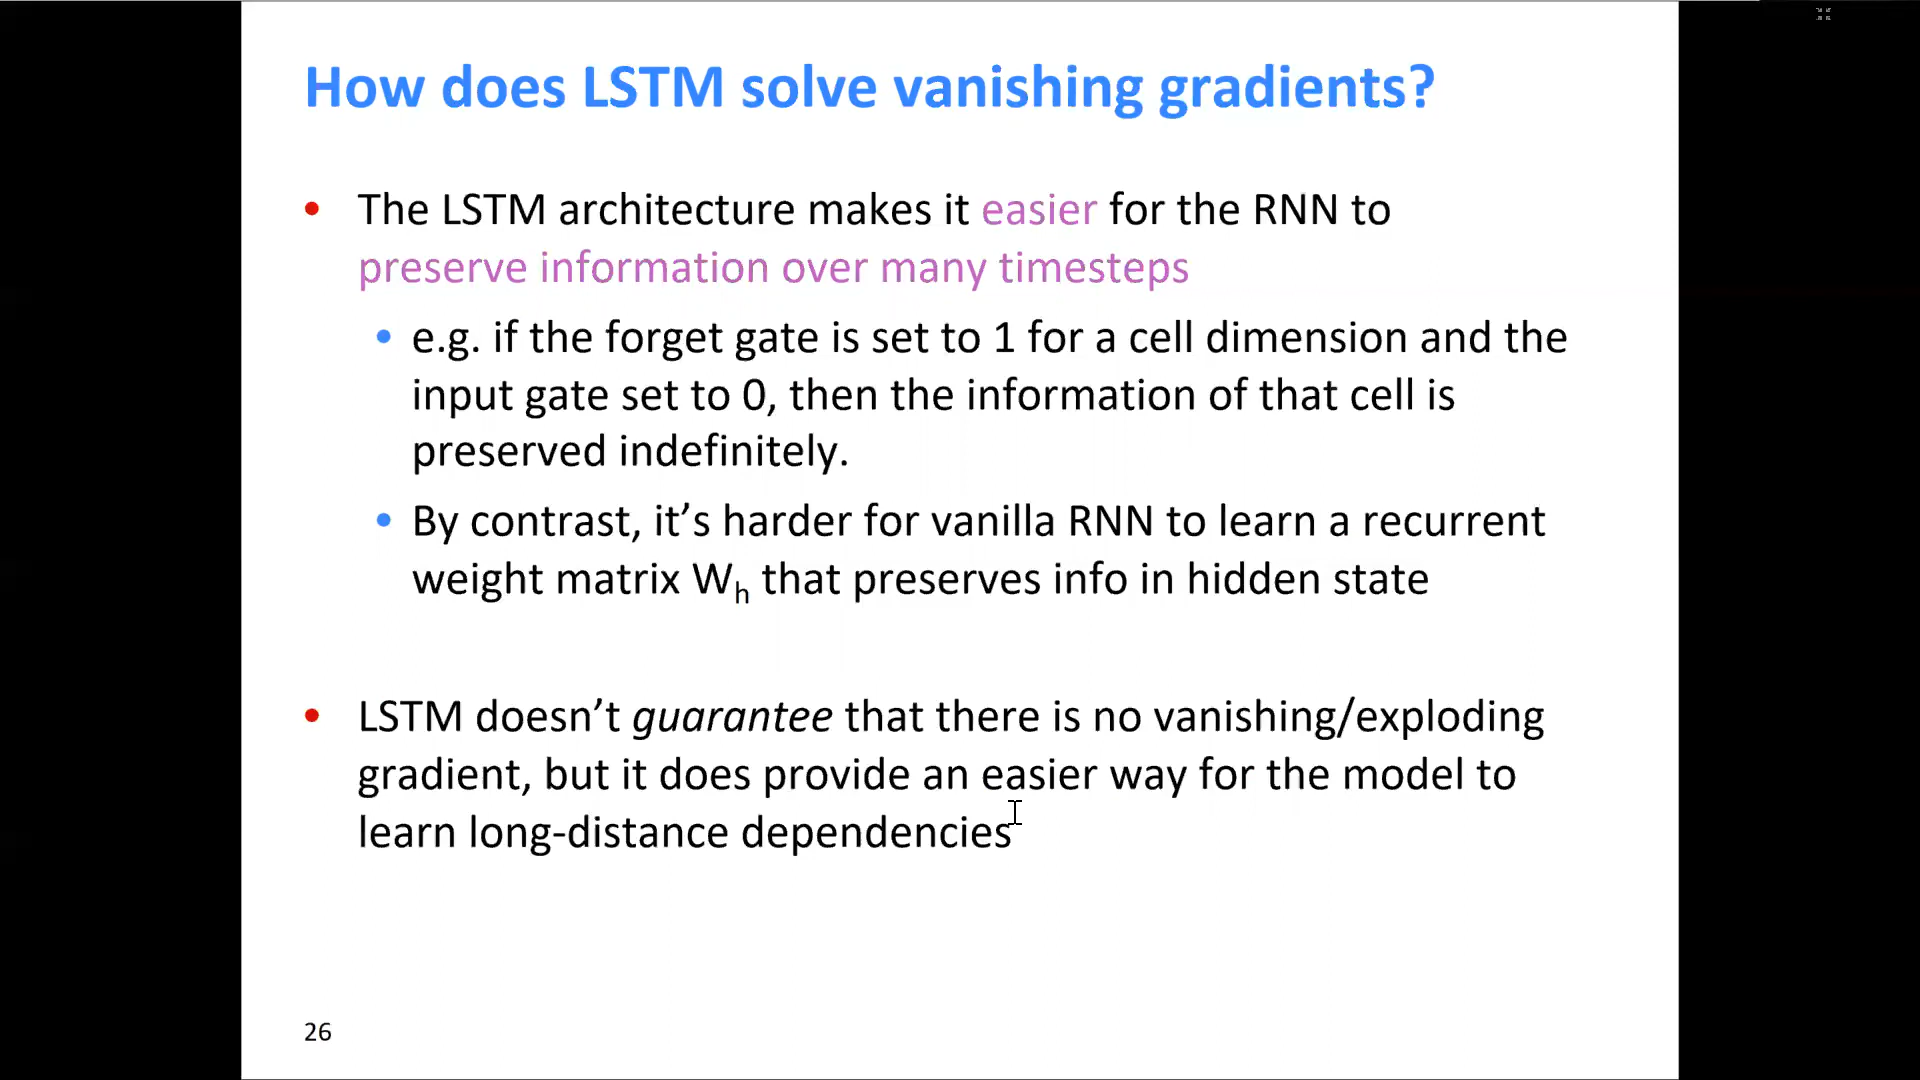 How does LSTM solve vanishing gradients?
• The LSTM architecture makes it easier for the RNN to
preserve information over many timesteps
• e.g. if the forget gate is set to 1 for a cell dimension and the
input gate set to 0, then the information of that cell is
preserved indefinitely.
• By contrast, it’s harder for vanilla RNN to learn a recurrent
weight matrix Wₕ that preserves info in hidden state
• LSTM doesn’t guarantee that there is no vanishing/exploding
gradient, but it does provide an easier way for the model to
learn long-distance dependencies
26